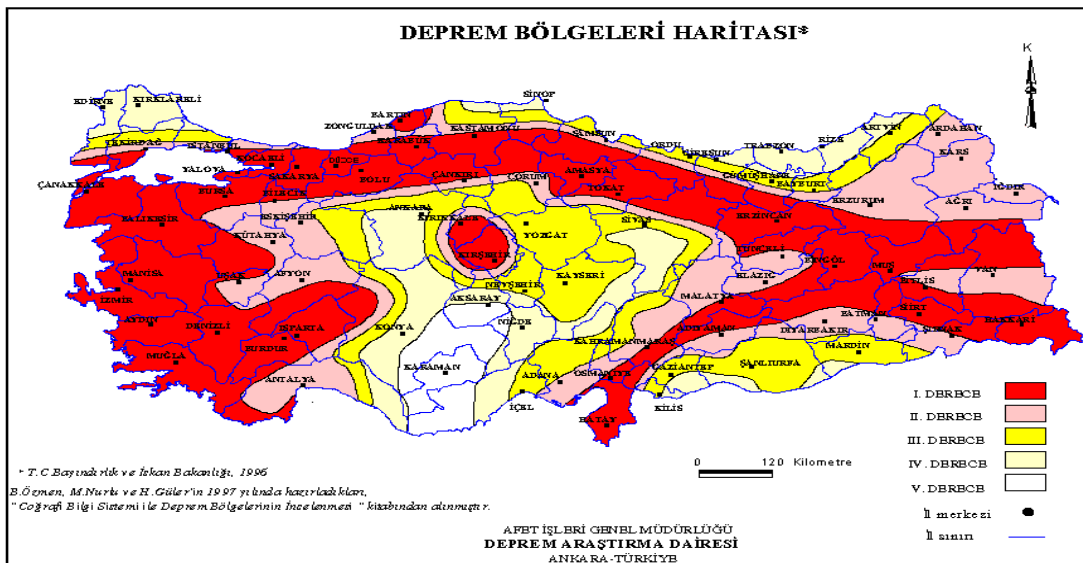 DEPREM BÖLGELERİ HARİTASI*
K
SİNOP
EDİRNE
KIRKLARELİ
BARTIN
ZONGULDAK
KASTAMONU
SAMSUN
ARTVİN
ARDAHAN
RİZE
TRABZON
ORDU
GİRESUN
KARS
TEKİRDAĞ
İSTANBUL
KOCAELİ
KARABÜK
DÜZCE
SAKARYA
YALOVA
BOLU
ÇANKIRI
ÇORUM
AMASYA
TOKAT
GÜMÜŞHANE
BAYBURT
IĞDIR
ÇANAKKALE
BURSA
BİLECİK
ERZURUM
AĞRI
BALIKESİR
ESKİŞEHİR
ANKARA
KIRIKKALE
YOZGAT
SİVAS
ERZİNCAN
KÜTAHYA
TUNCELİ
KIRŞEHİR
MANİSA
UŞAK
AFYON
KAYSERİ
ELAZIĞ
BİNGÖL
MUŞ
VAN
BİTLİS
İZMİR
NEVŞEHİR
AKSARAY
MALATYA
SİİRT
AYDIN
DENİZLİ
ISPARTA
KONYA
NİĞDE
ADIYAMAN
DİYARBAKIR
BATMAN
ŞIRNAK
HAKKARİ
BURDUR
KAHRAMANMARAŞ
MARDİN
MUĞLA
KARAMAN
ADANA
OSMANİYE
GAZİANTEP
ŞANLIURFA
ANTALYA
İÇEL
KİLİS
HATAY
I. DERECE
II. DERECE
III. DERECE
IV. DERECE
V. DERECE
İl merkezi
İl sınırı
0 120 Kilometre
* T.C.Bayındırlık ve İskan Bakanlığı, 1996
B.Özmen, M.Nurlu ve H.Güler'in 1997 yılında hazırladıkları,
"Coğrafi Bilgi Sistemi ile Deprem Bölgelerinin İncelenmesi" kitabından alınmıştır.
AFET İŞLERİ GENEL MÜDÜRLÜĞÜ
DEPREM ARAŞTIRMA DAİRESİ
ANKARA-TÜRKİYE